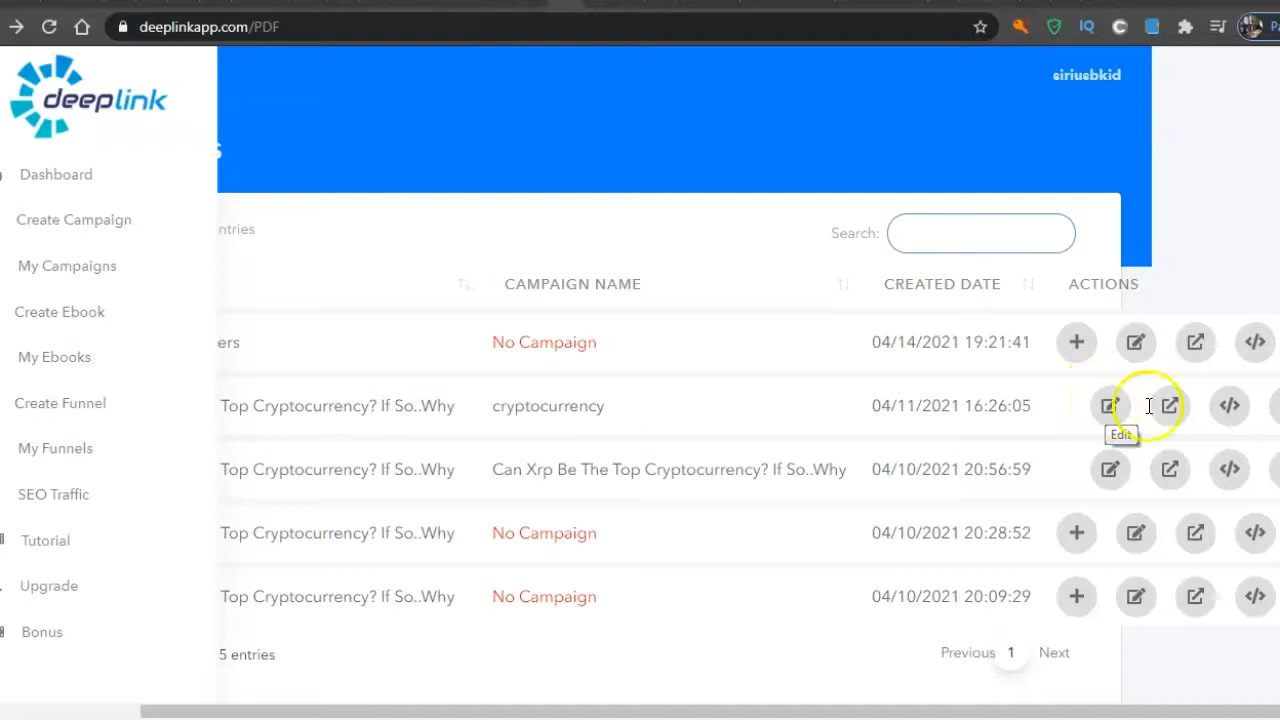 deeplinkapp.com/PDF
deeplink
siriusbkid
s
Dashboard
Create Campaign
My Campaigns
Create Ebook
My Ebooks
Create Funnel
My Funnels
SEO Traffic
Tutorial
Upgrade
Bonus
ntries
Search:
CAMPAIGN NAME CREATED DATE ACTIONS
ers No Campaign 04/14/2021 19:21:41
Top Cryptocurrency? If So..Why cryptocurrency 04/11/2021 16:26:05
Edit
Top Cryptocurrency? If So..Why Can Xrp Be The Top Cryptocurrency? If So..Why 04/10/2021 20:56:59
Top Cryptocurrency? If So..Why No Campaign 04/10/2021 20:28:52
Top Cryptocurrency? If So..Why No Campaign 04/10/2021 20:09:29
5 entries
Previous 1 Next